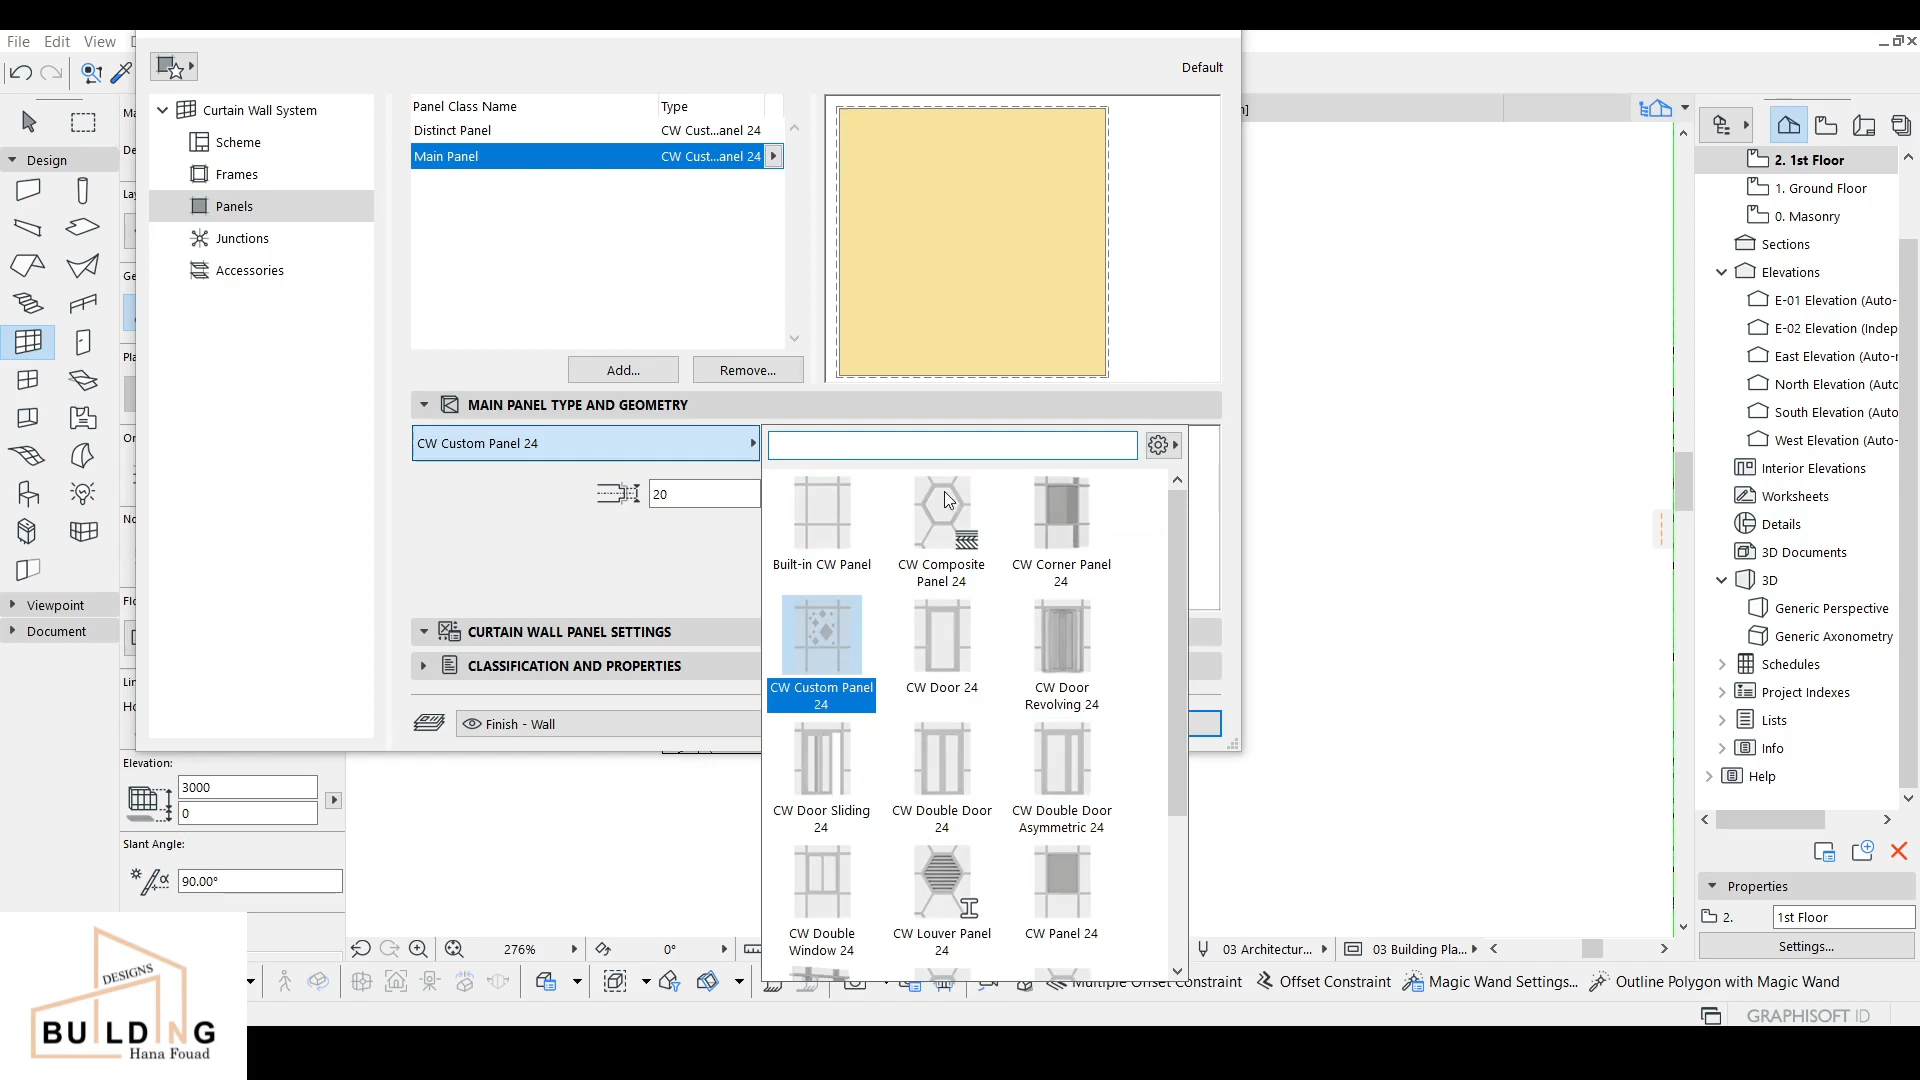 File Edit View
Default
Curtain Wall System
Scheme
Frames
Panels
Junctions
Accessories
Panel Class Name Type
Distinct Panel CW Cust...anel 24
Main Panel CW Cust...anel 24
Add... Remove...
MAIN PANEL TYPE AND GEOMETRY
CW Custom Panel 24
20
Built-in CW Panel
CW Composite
Panel 24
CW Corner Panel
24
CW Custom Panel
24
CW Door 24
CW Door
Revolving 24
CW Door Sliding
24
CW Double Door
24
CW Double Door
Asymmetric 24
CW Double
Window 24
CW Louver Panel
24
CW Panel 24
CURTAIN WALL PANEL SETTINGS
CLASSIFICATION AND PROPERTIES
Finish - Wall
Design
Viewpoint
Document
Elevation:
3000
0
Slant Angle:
90.00°
2. 1st Floor
1. Ground Floor
0. Masonry
Sections
Elevations
E-01 Elevation (Auto-
E-02 Elevation (Indep
East Elevation (Auto-r
North Elevation (Auto
South Elevation (Auto
West Elevation (Auto-
Interior Elevations
Worksheets
Details
3D Documents
3D
Generic Perspective
Generic Axonometry
Schedules
Project Indexes
Lists
Info
Help
Properties
2. 1st Floor
Settings...
276% 0° 03 Architectur... 03 Building Pla...
Multiple Offset Constraint Offset Constraint Magic Wand Settings... Outline Polygon with Magic Wand
GRAPHISOFT ID
DESIGNS
BUILDING
Hana Fouad